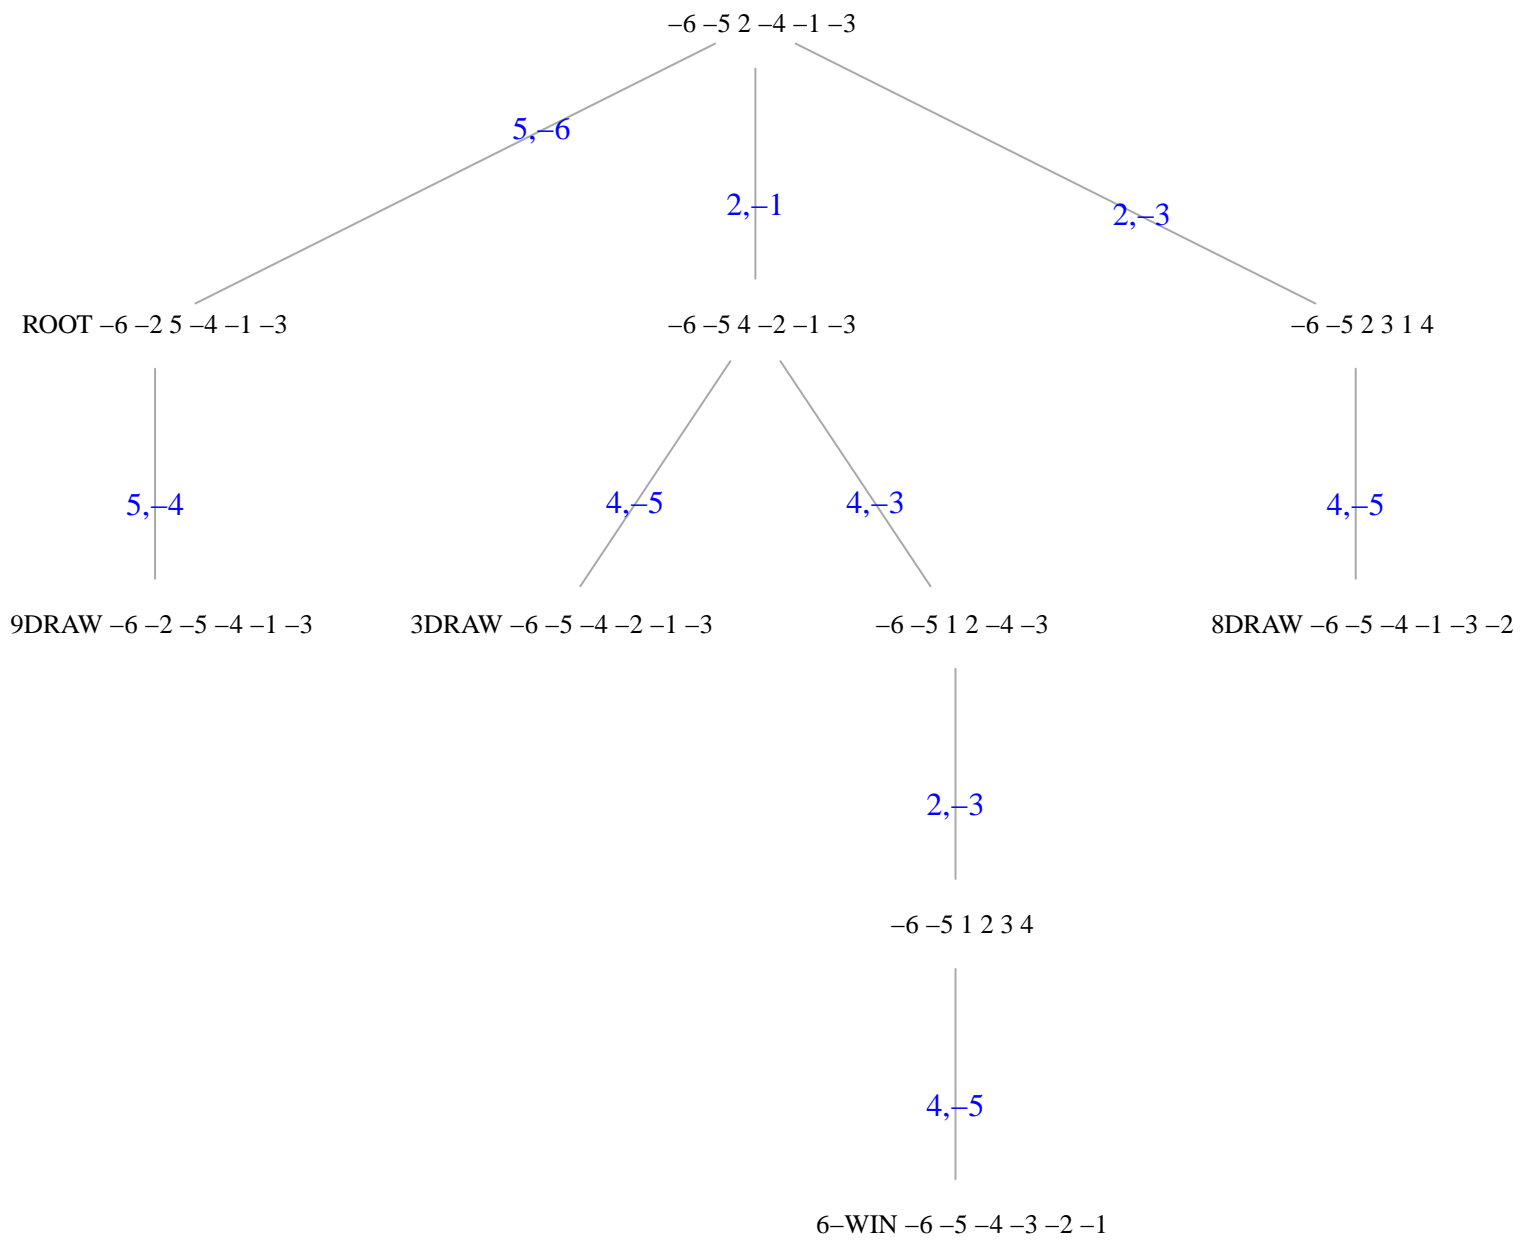 –6 –5 2 –4 –1 –3
5,–6
2,–1
2,–3
ROOT –6 –2 5 –4 –1 –3
–6 –5 4 –2 –1 –3
–6 –5 2 3 1 4
5,–4
4,–5
4,–3
4,–5
9DRAW –6 –2 –5 –4 –1 –3
3DRAW –6 –5 –4 –2 –1 –3
–6 –5 1 2 –4 –3
8DRAW –6 –5 –4 –1 –3 –2
2,–3
–6 –5 1 2 3 4
4,–5
6–WIN –6 –5 –4 –3 –2 –1